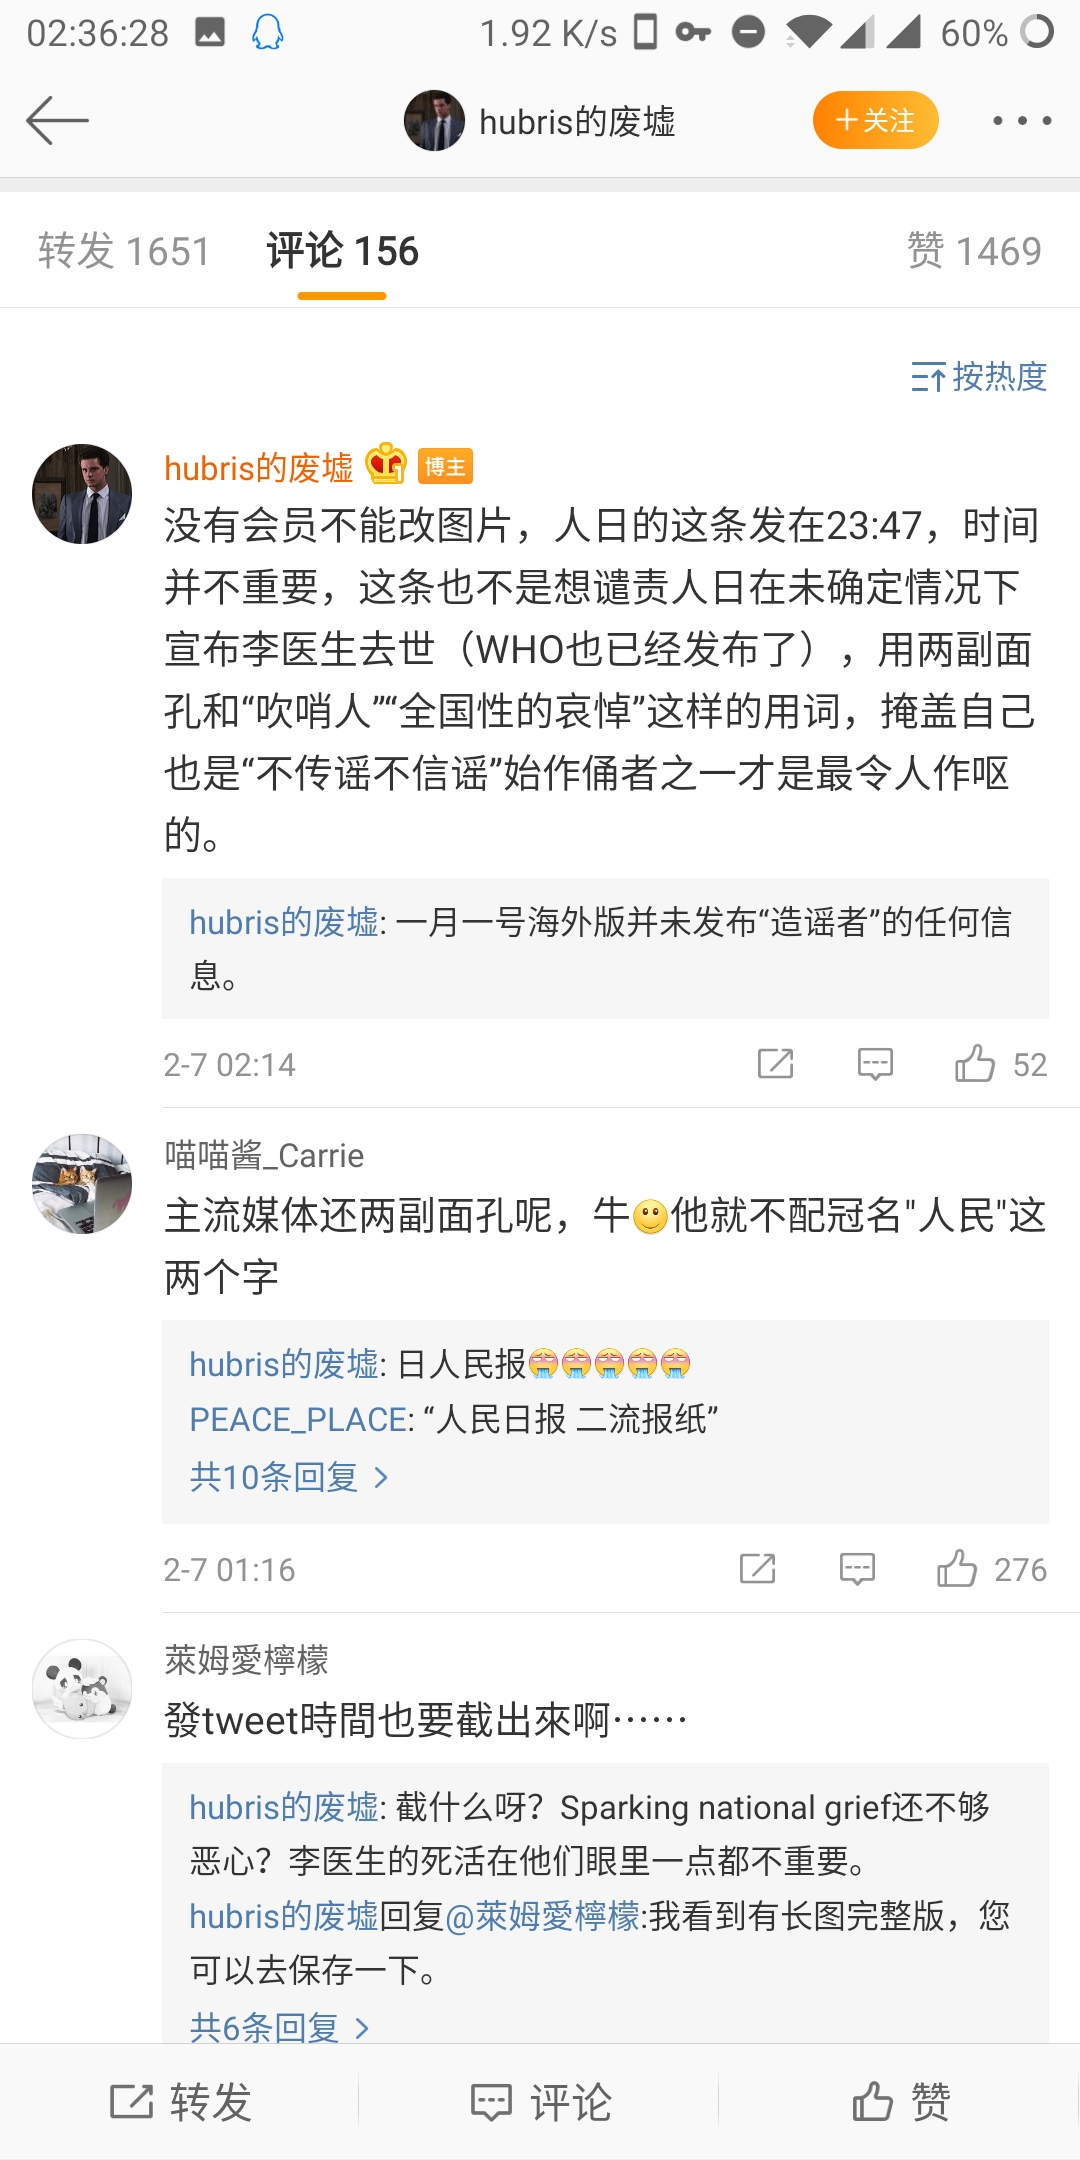 02:36:28 1.92 K/s 60%
hubris的废墟 +关注
转发 1651 评论 156 赞 1469
按热度
hubris的废墟 博主
没有会员不能改图片，人日的这条发在23:47，时间
并不重要，这条也不是想谴责人日在未确定情况下
宣布李医生去世（WHO也已经发布了），用两副面
孔和“吹哨人”“全国性的哀悼”这样的用词，掩盖自己
也是“不传谣不信谣”始作俑者之一才是最令人作呕
的。
hubris的废墟: 一月一号海外版并未发布“造谣者”的任何信
息。
2-7 02:14 52
喵喵酱_Carrie
主流媒体还两副面孔呢，牛🙂他就不配冠名"人民"这
两个字
hubris的废墟: 日人民报
PEACE_PLACE: “人民日报 二流报纸”
共10条回复 >
2-7 01:16 276
萊姆愛檸檬
發tweet時間也要截出來啊……
hubris的废墟: 截什么呀？Sparking national grief还不够
恶心？李医生的死活在他们眼里一点都不重要。
hubris的废墟回复@萊姆愛檸檬:我看到有长图完整版，您
可以去保存一下。
共6条回复 >
转发 评论 赞